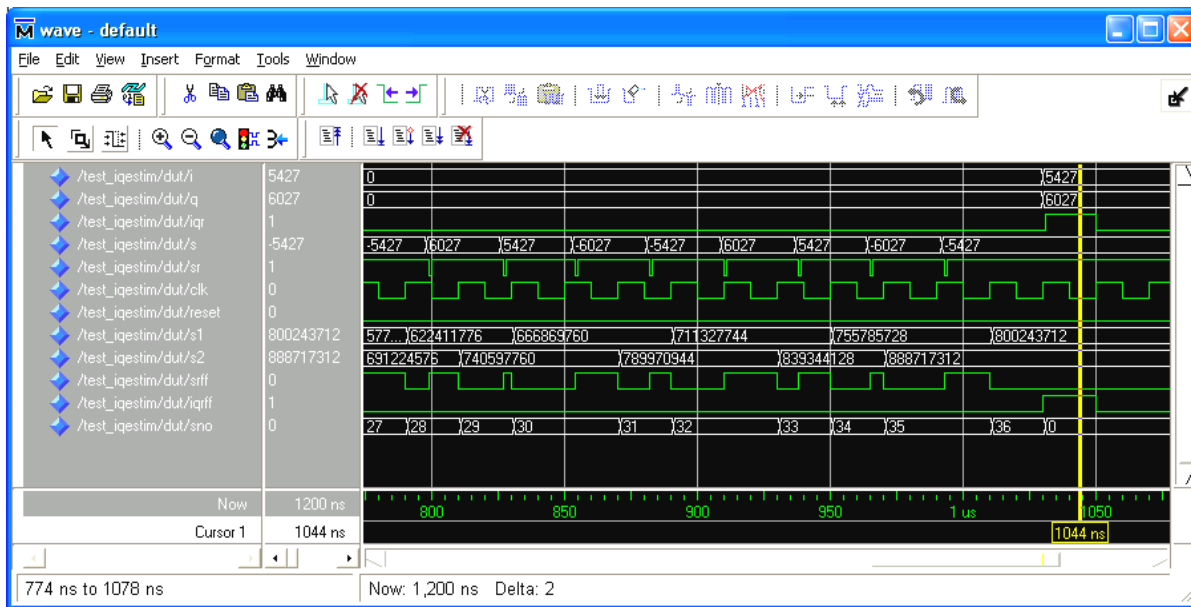 wave - default
File Edit View Insert Format Tools Window
/test_iqestim/dut/i 5427 0 5427
/test_iqestim/dut/q 6027 0 6027
/test_iqestim/dut/iqr 1
/test_iqestim/dut/s -5427 -5427 6027 5427 -6027 -5427 6027 5427 -6027 -5427
/test_iqestim/dut/sr 1
/test_iqestim/dut/clk 0
/test_iqestim/dut/reset 0
/test_iqestim/dut/s1 800243712 577... 622411776 666869760 711327744 755785728 800243712
/test_iqestim/dut/s2 888717312 691224576 740597760 789970944 839344128 888717312
/test_iqestim/dut/srff 0
/test_iqestim/dut/iqrff 1
/test_iqestim/dut/sno 0 27 28 29 30 31 32 33 34 35 36 0
Now 1200 ns 800 850 900 950 1 us 1050
Cursor 1 1044 ns 1044 ns
774 ns to 1078 ns Now: 1,200 ns Delta: 2